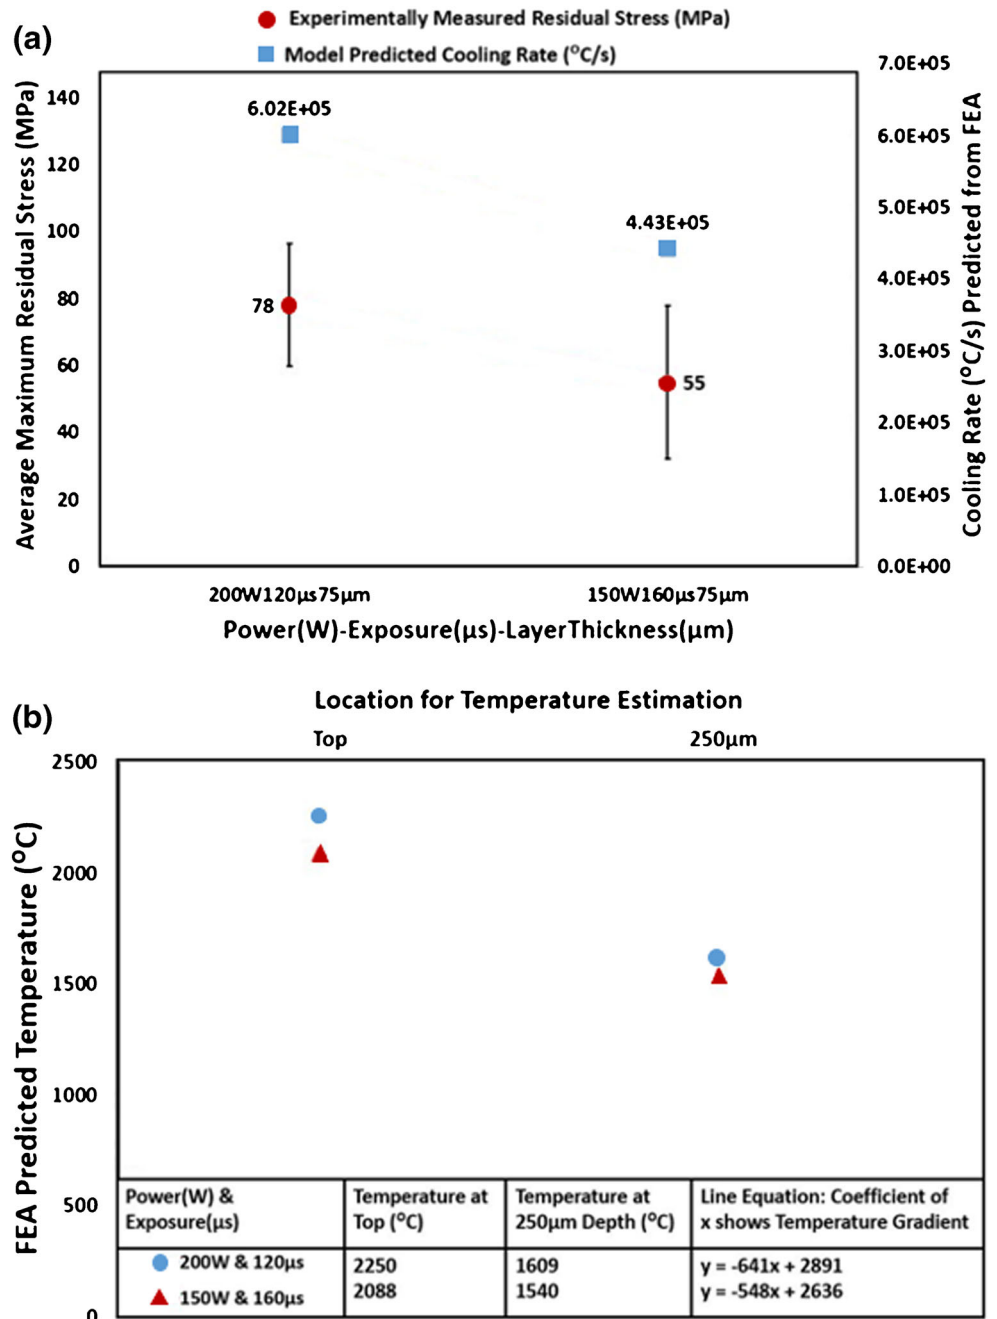 (a)
Experimentally Measured Residual Stress (MPa)
Model Predicted Cooling Rate (⁰C/s)
Average Maximum Residual Stress (MPa)
140
120
100
80
60
40
20
0
6.02E+05
78
4.43E+05
55
7.0E+05
6.0E+05
5.0E+05
4.0E+05
3.0E+05
2.0E+05
1.0E+05
0.0E+00
Cooling Rate (⁰C/s) Predicted from FEA
200W120µs75µm
150W160µs75µm
Power(W)-Exposure(µs)-LayerThickness(µm)
(b)
Location for Temperature Estimation
Top
250µm
FEA Predicted Temperature (⁰C)
2500
2000
1500
1000
500
0
Power(W) &
Exposure(µs)
Temperature at
Top (⁰C)
Temperature at
250µm Depth (⁰C)
Line Equation: Coefficient of
x shows Temperature Gradient
200W & 120µs
2250
1609
y = -641x + 2891
150W & 160µs
2088
1540
y = -548x + 2636